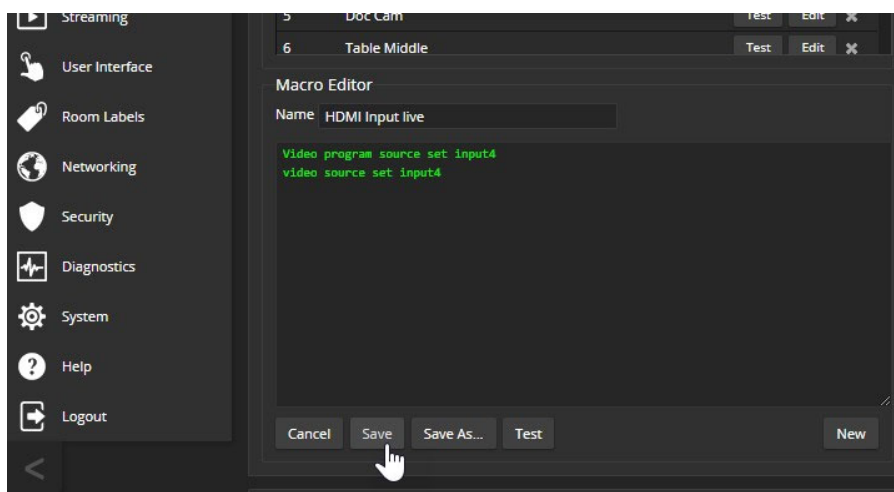 Streaming
User Interface
Room Labels
Networking
Security
Diagnostics
System
Help
Logout
5 Doc Cam Test Edit
6 Table Middle Test Edit
Macro Editor
Name HDMI Input live
Video program source set input4
video source set input4
Cancel Save Save As... Test New